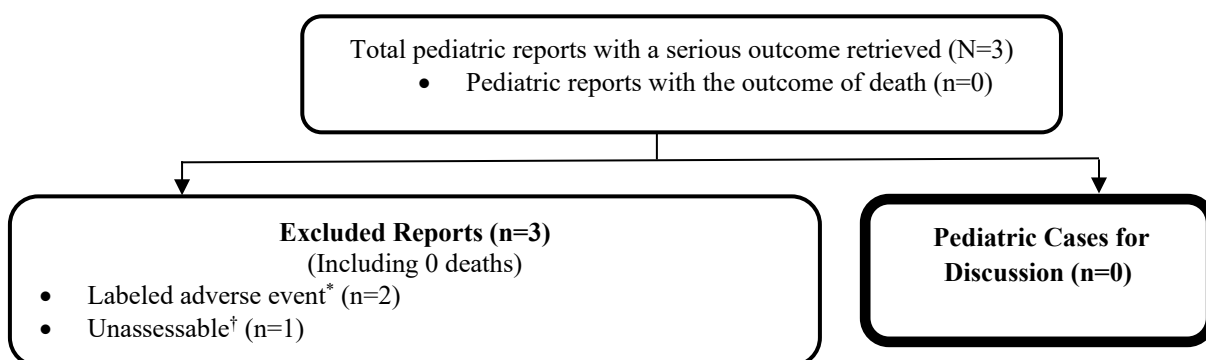 Total pediatric reports with a serious outcome retrieved (N=3)
• Pediatric reports with the outcome of death (n=0)
Excluded Reports (n=3)
(Including 0 deaths)
• Labeled adverse event* (n=2)
• Unassessable† (n=1)
Pediatric Cases for
Discussion (n=0)